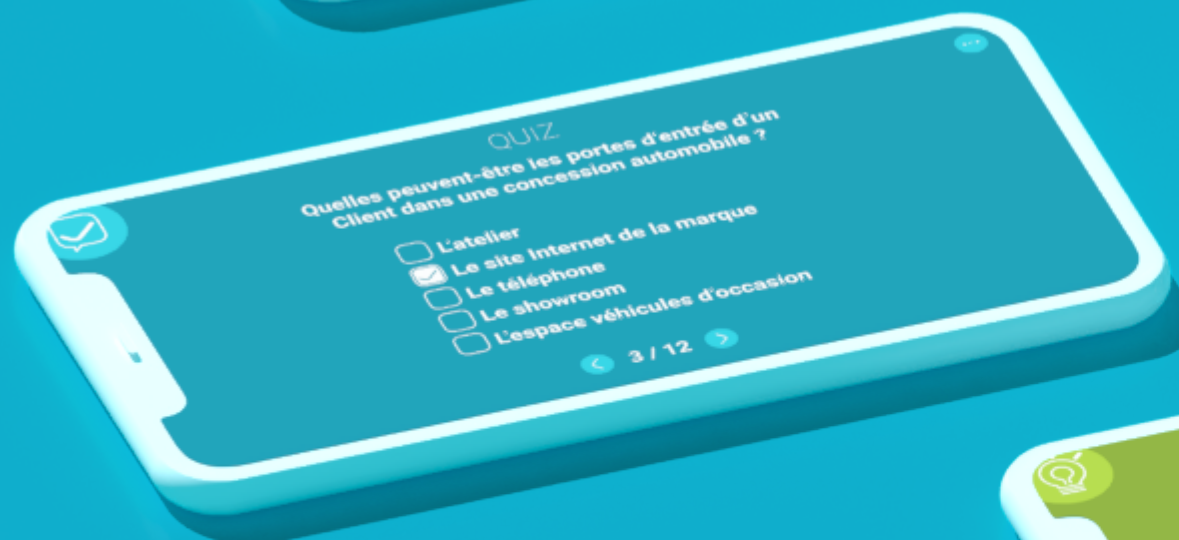 QUIZ
Quelles peuvent-être les portes d'entrée d'un
Client dans une concession automobile ?
L'atelier
Le site Internet de la marque
Le téléphone
Le showroom
L'espace véhicules d'occasion
3 / 12